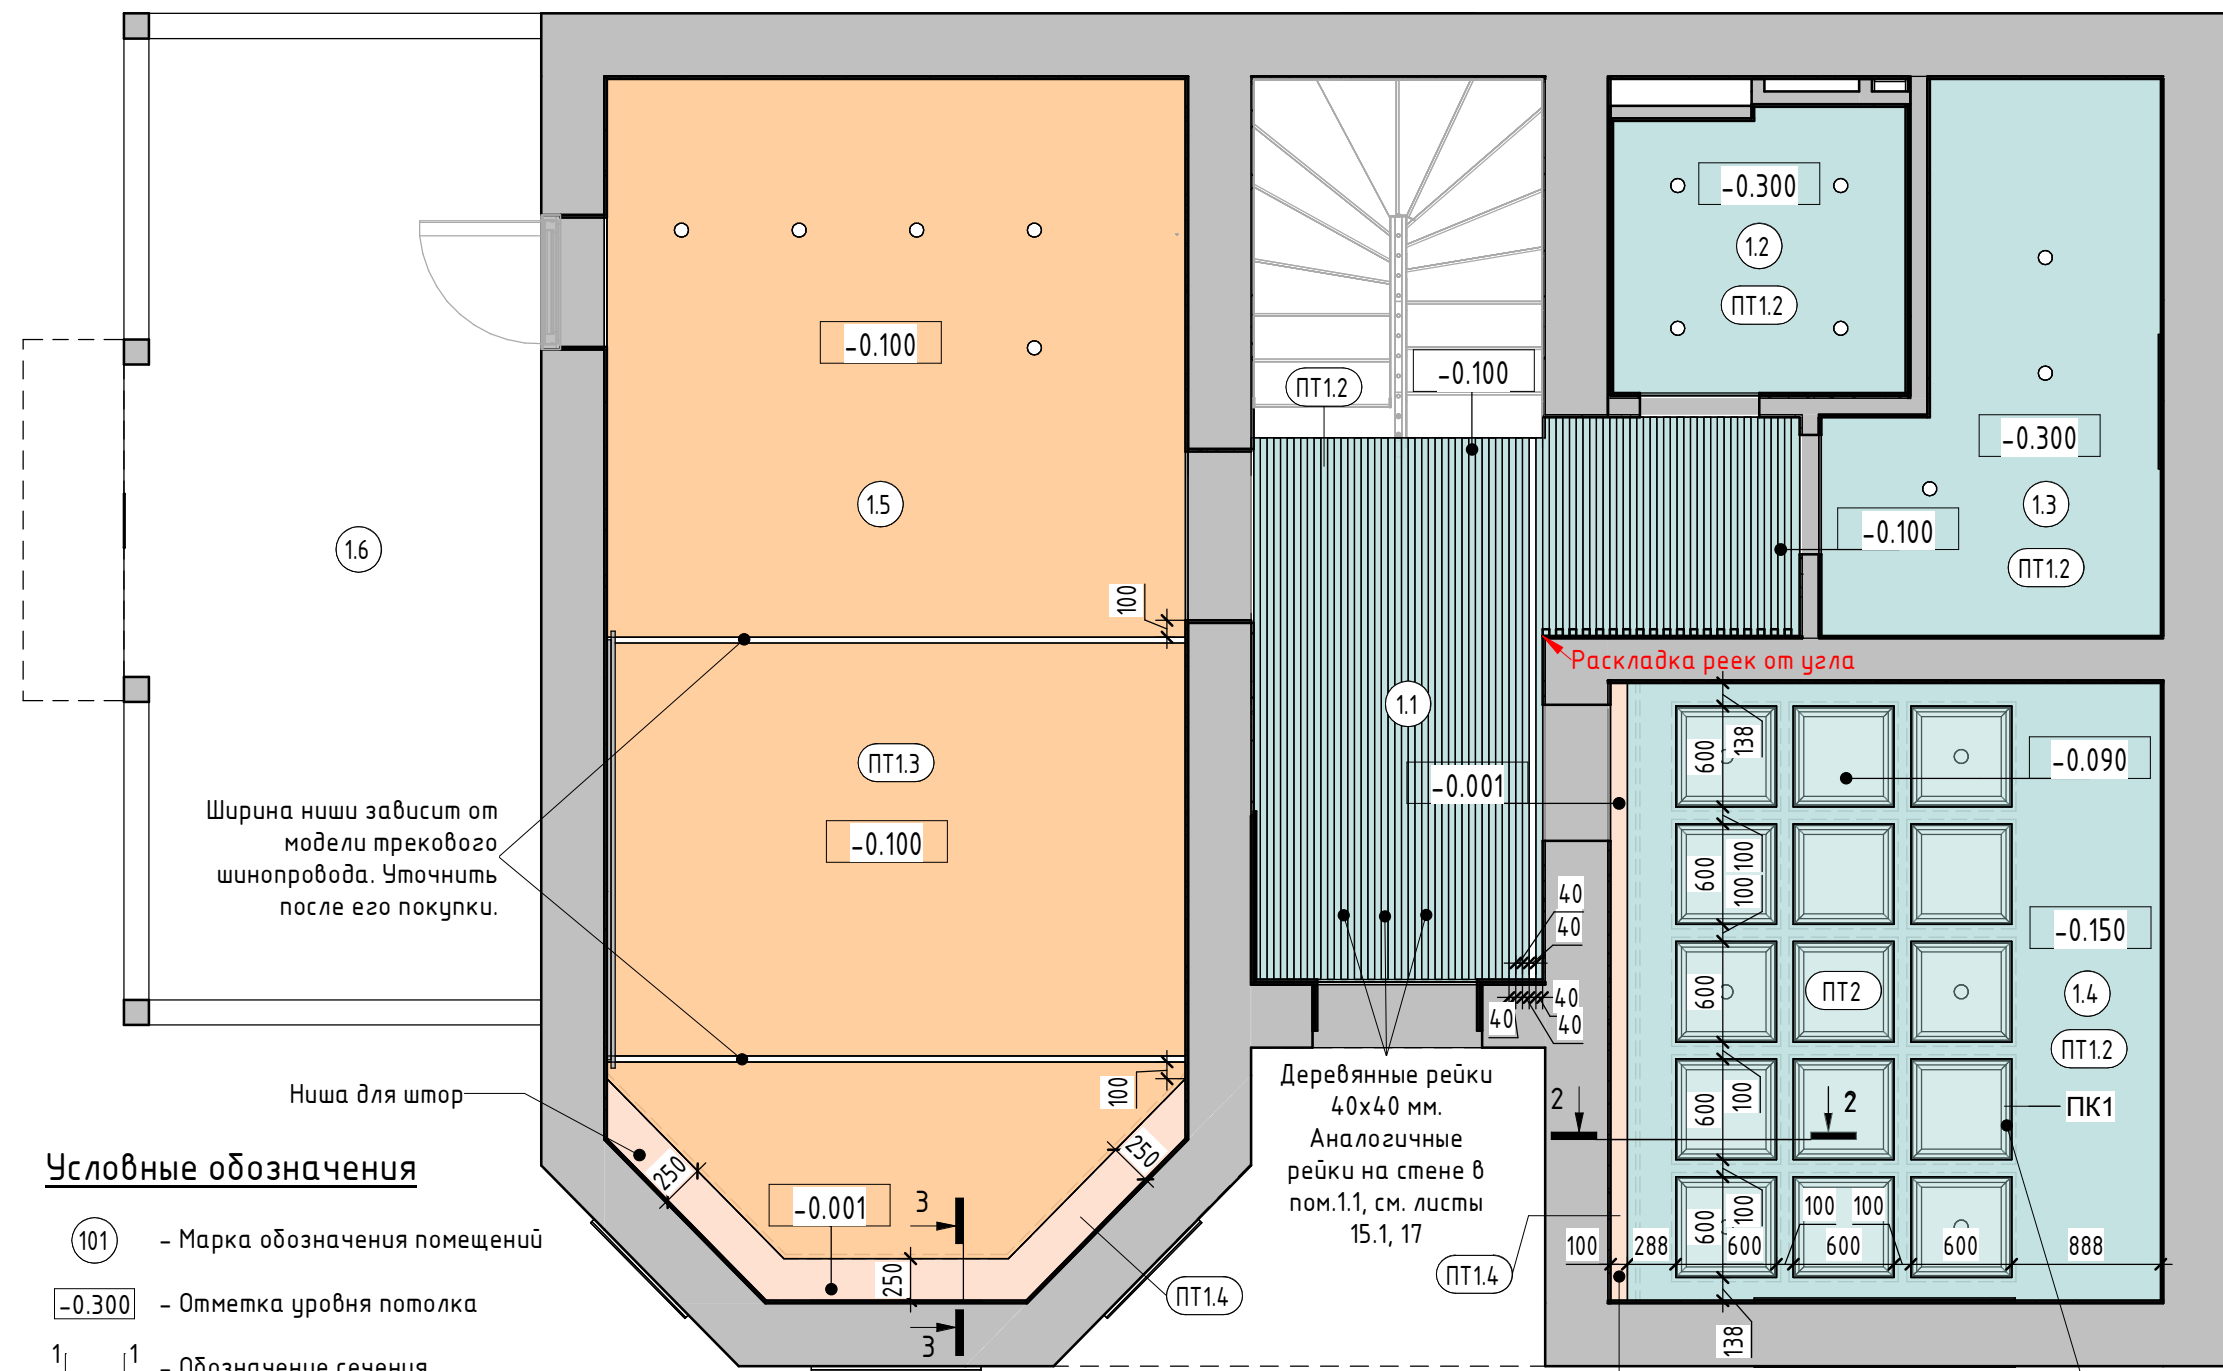 -0.300
1.2
ПТ1.2
-0.100
-0.100
ПТ1.2
-0.300
1.5
1.3
-0.100
1.6
ПТ1.2
100
Раскладка реек от угла
1.1
138
600
-0.090
ПТ1.3
-0.001
Ширина ниши зависит от
модели трекового
шинопровода. Уточнить
после его покупки.
-0.100
600
100
100
40
40
-0.150
600
ПТ2
1.4
40
40
40
ПТ1.2
Ниша для штор
100
Деревянные рейки
40х40 мм.
Аналогичные
рейки на стене в
пом.1.1, см. листы
15.1, 17
2
2
600
100
ПК1
Условные обозначения
250
250
-0.001
3
250
3
ПТ1.4
ПТ1.4
600
100
100
100
100
288
600
600
600
888
138
101
- Марка обозначения помещений
-0.300
- Отметка уровня потолка
1
1
- Обозначение сечения